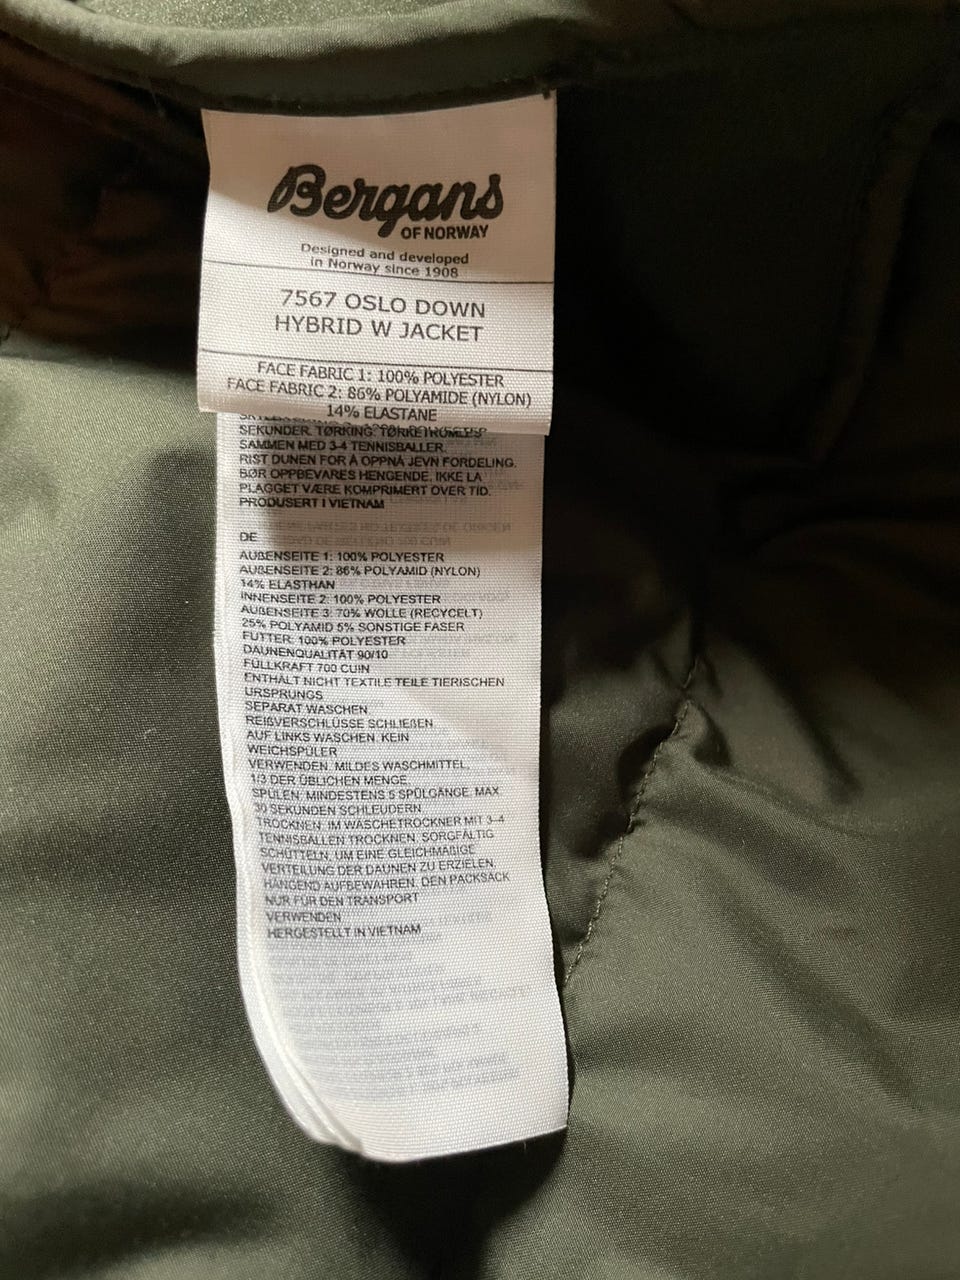 Bergans
OF NORWAY
Designed and developed
in Norway since 1908
7567 OSLO DOWN
HYBRID W JACKET
FACE FABRIC 1: 100% POLYESTER
FACE FABRIC 2: 86% POLYAMIDE (NYLON)
14% ELASTANE
SEKUNDER. TØRKING: TØRKETROMLES
SAMMEN MED 3-4 TENNISBALLER.
RIST DUNEN FOR Å OPPNÅ JEVN FORDELING.
BØR OPPBEVARES HENGENDE, IKKE LA
PLAGGET VÆRE KOMPRIMERT OVER TID.
PRODUSERT I VIETNAM
DE
AUßENSEITE 1: 100% POLYESTER
AUßENSEITE 2: 86% POLYAMID (NYLON)
14% ELASTHAN
INNENSEITE 2: 100% POLYESTER
AUßENSEITE 3: 70% WOLLE (RECYCELT)
25% POLYAMID 5% SONSTIGE FASER
FUTTER: 100% POLYESTER
DAUNENQUALITÄT 90/10
FÜLLKRAFT 700 CUIN
ENTHÄLT NICHT TEXTILE TEILE TIERISCHEN
URSPRUNGS
SEPARAT WASCHEN.
REIßVERSCHLÜSSE SCHLIEßEN.
AUF LINKS WASCHEN. KEIN
WEICHSPÜLER
VERWENDEN. MILDES WASCHMITTEL,
1/3 DER ÜBLICHEN MENGE.
SPÜLEN: MINDESTENS 5 SPÜLGÄNGE. MAX.
30 SEKUNDEN SCHLEUDERN
TROCKNEN: IM WÄSCHETROCKNER MIT 3-4
TENNISBÄLLEN TROCKNEN. SORGFÄLTIG
SCHÜTTELN, UM EINE GLEICHMÄßIGE
VERTEILUNG DER DAUNEN ZU ERZIELEN.
HÄNGEND AUFBEWAHREN. DEN PACKSACK
NUR FÜR DEN TRANSPORT
VERWENDEN
HERGESTELLT IN VIETNAM